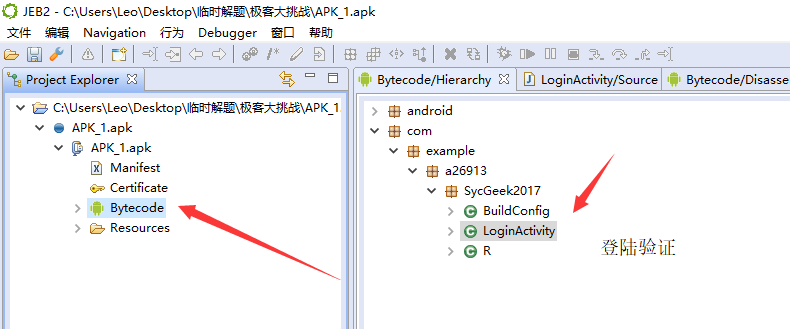 JEB2 - C:\Users\Leo\Desktop\临时解题\极客大挑战\APK_1.apk
文件 编辑 Navigation 行为 Debugger 窗口 帮助
Project Explorer
C:\Users\Leo\Desktop\临时解题\极客大挑战\APK_1.
APK_1.apk
APK_1.apk
Manifest
Certificate
Bytecode
Resources
Bytecode/Hierarchy LoginActivity/Source Bytecode/Disasse
android
com
example
a26913
SycGeek2017
BuildConfig
LoginActivity
R
登陆验证